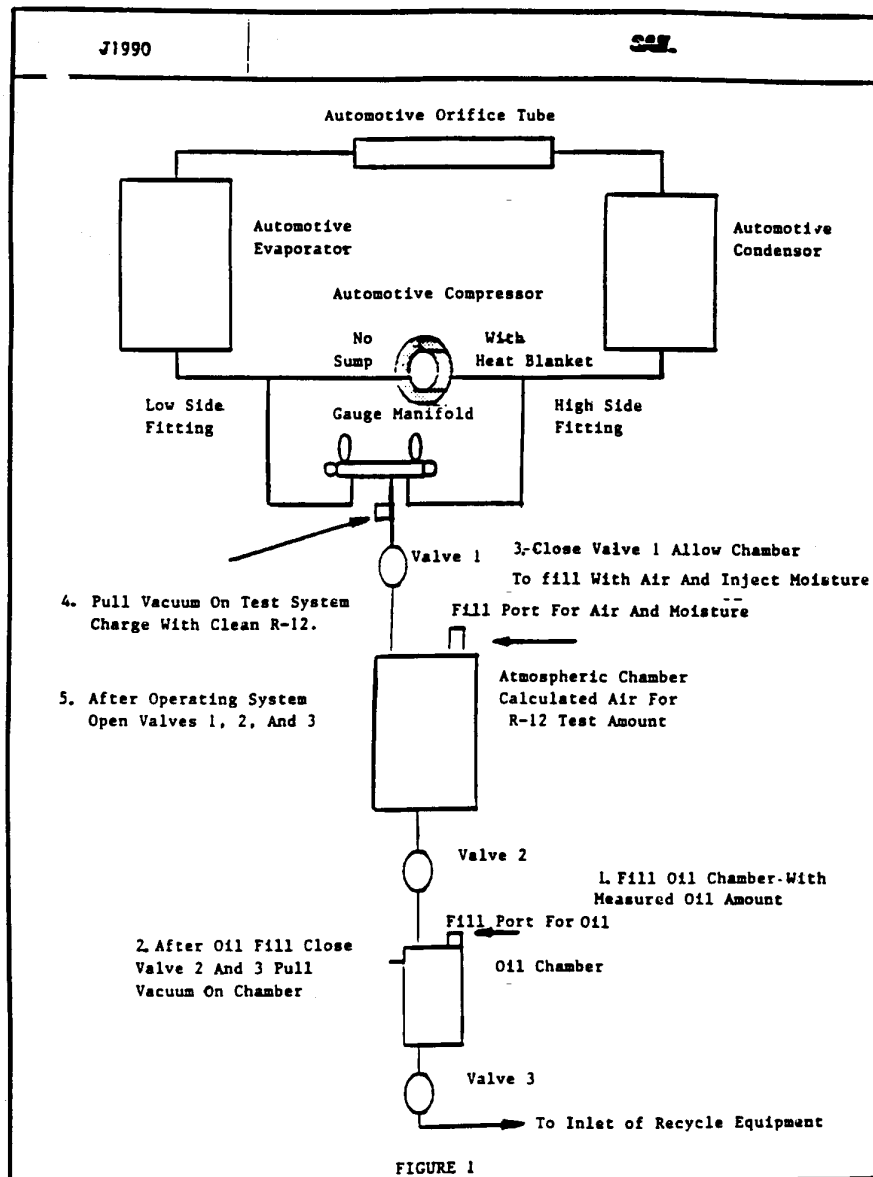 J1990
SAE
Automotive Orifice Tube
Automotive
Evaporator
Automotive
Condensor
Automotive Compressor
No
Sump
With
Heat Blanket
Low Side
Fitting
Gauge Manifold
High Side
Fitting
Valve 1
3.-Close Valve 1 Allow Chamber
To fill With Air And Inject Moisture
4. Pull Vacuum On Test System
Charge With Clean R-12.
Fill Port For Air And Moisture
Atmospheric Chamber
Calculated Air For
R-12 Test Amount
5. After Operating System
Open Valves 1, 2, And 3
Valve 2
1. Fill Oil Chamber-With
Measured Oil Amount
Fill Port For Oil
2. After Oil Fill Close
Valve 2 And 3 Pull
Vacuum On Chamber
Oil Chamber
Valve 3
To Inlet of Recycle Equipment
FIGURE 1